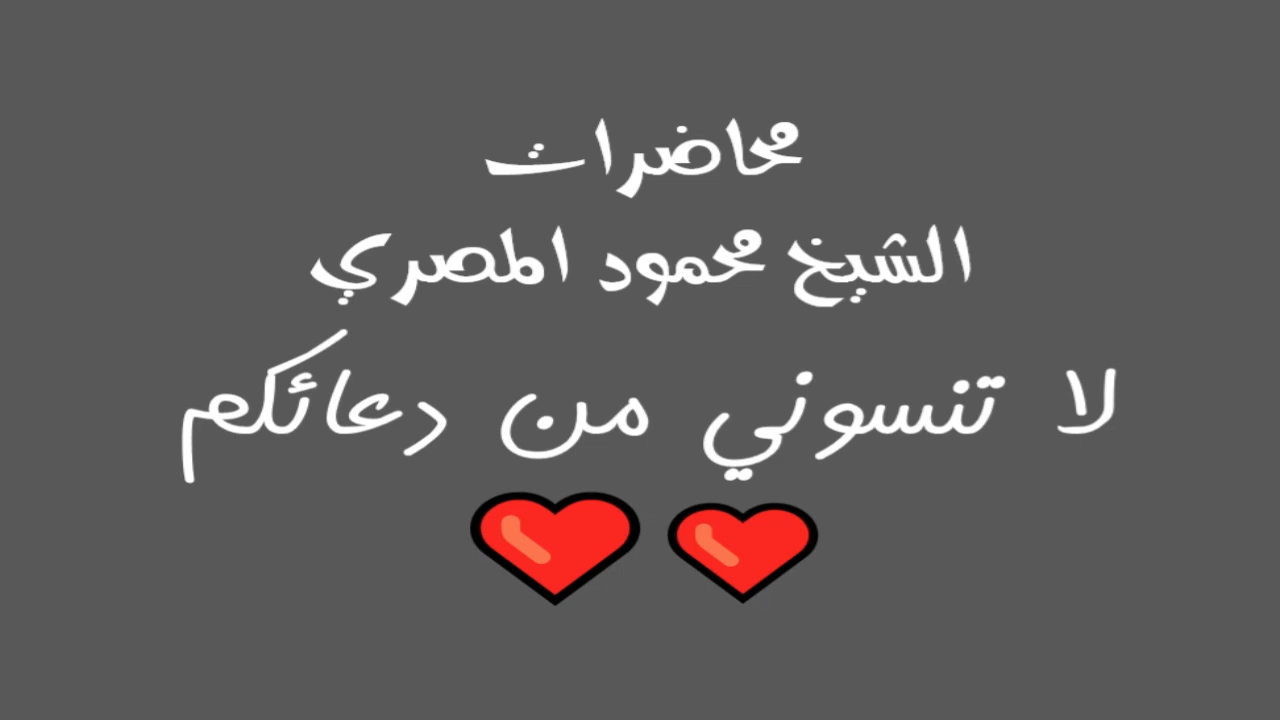 محاضرات
الشيخ محمود المصري
لا تنسوني من دعائكم